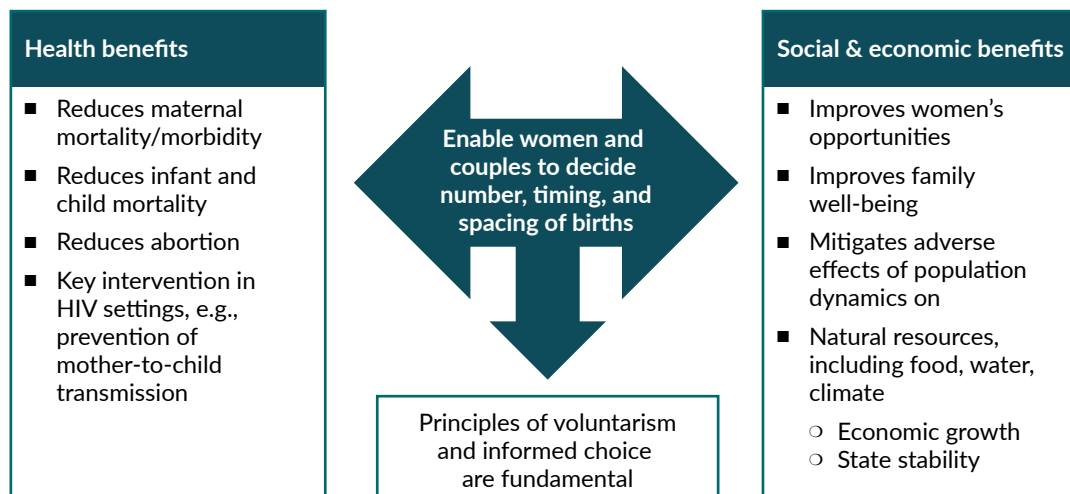 Health benefits
■ Reduces maternal
mortality/morbidity
■ Reduces infant and
child mortality
■ Reduces abortion
■ Key intervention in
HIV settings, e.g.,
prevention of
mother-to-child
transmission
Enable women and
couples to decide
number, timing, and
spacing of births
Principles of voluntarism
and informed choice
are fundamental
Social & economic benefits
■ Improves women’s
opportunities
■ Improves family
well-being
■ Mitigates adverse
effects of population
dynamics on
■ Natural resources,
including food, water,
climate
❍ Economic growth
❍ State stability